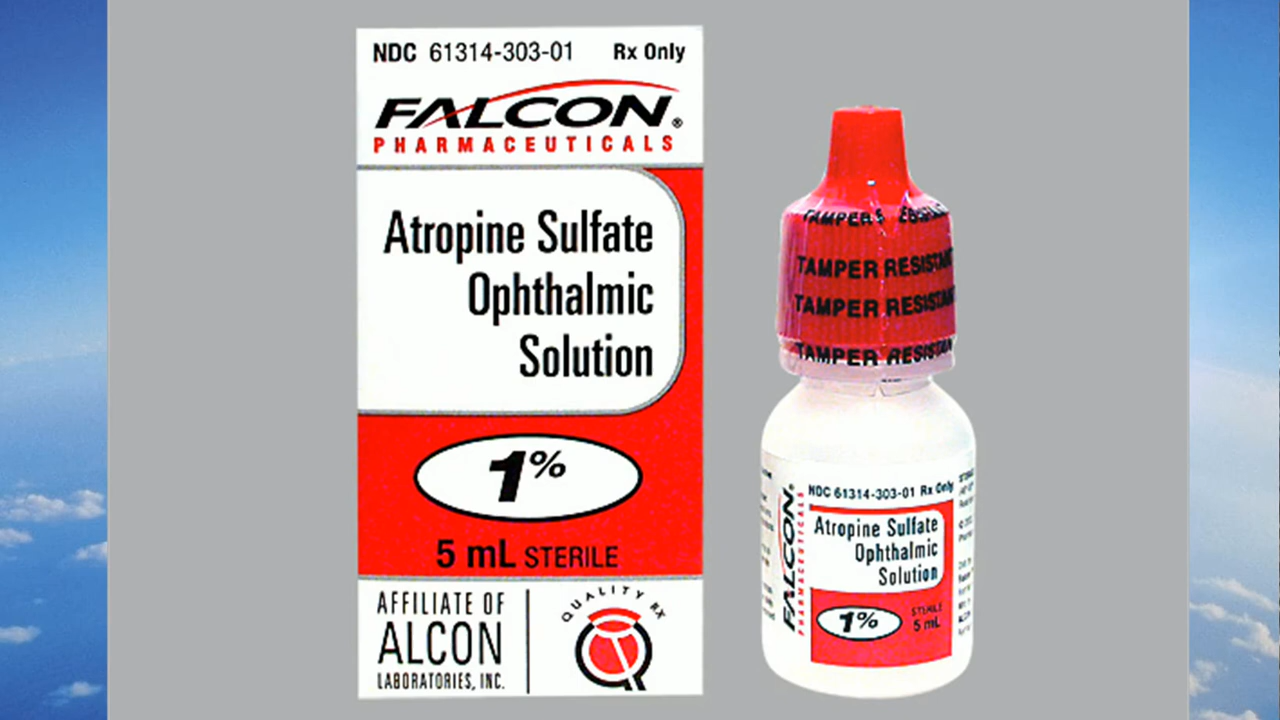 NDC 61314-303-01 Rx Only
FALCON®
PHARMACEUTICALS
Atropine Sulfate
Ophthalmic
Solution
1%
5 mL STERILE
AFFILIATE OF
ALCON
LABORATORIES, INC.
QUALITY RX
TAMPER
TAMPER RESISTANT
TAMPER RESISTANT
TAMPER RESISTAN
NDC 61314-303-01 Rx Only
FALCON
PHARMACEUTICALS
Atropine Sulfate
Ophthalmic
Solution
1%
STERILE
5 mL